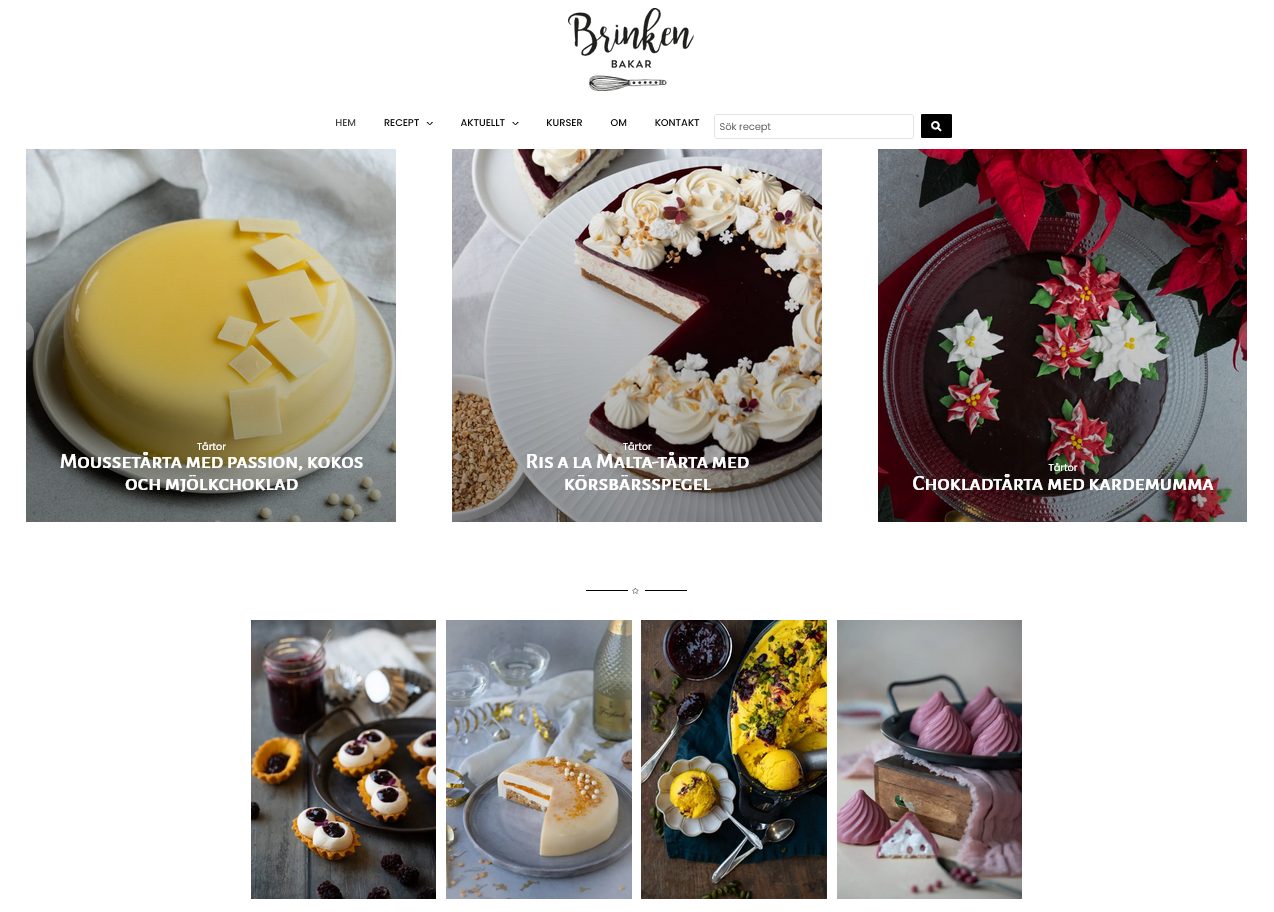 Brinken
BAKAR
HEM RECEPT AKTUELLT KURSER OM KONTAKT Sök recept
Tårtor
Moussetårta med passion, kokos
och mjölkchoklad
Tårtor
Ris a la Malta-tårta med
körsbärsspegel
Tårtor
Chokladtårta med kardemumma